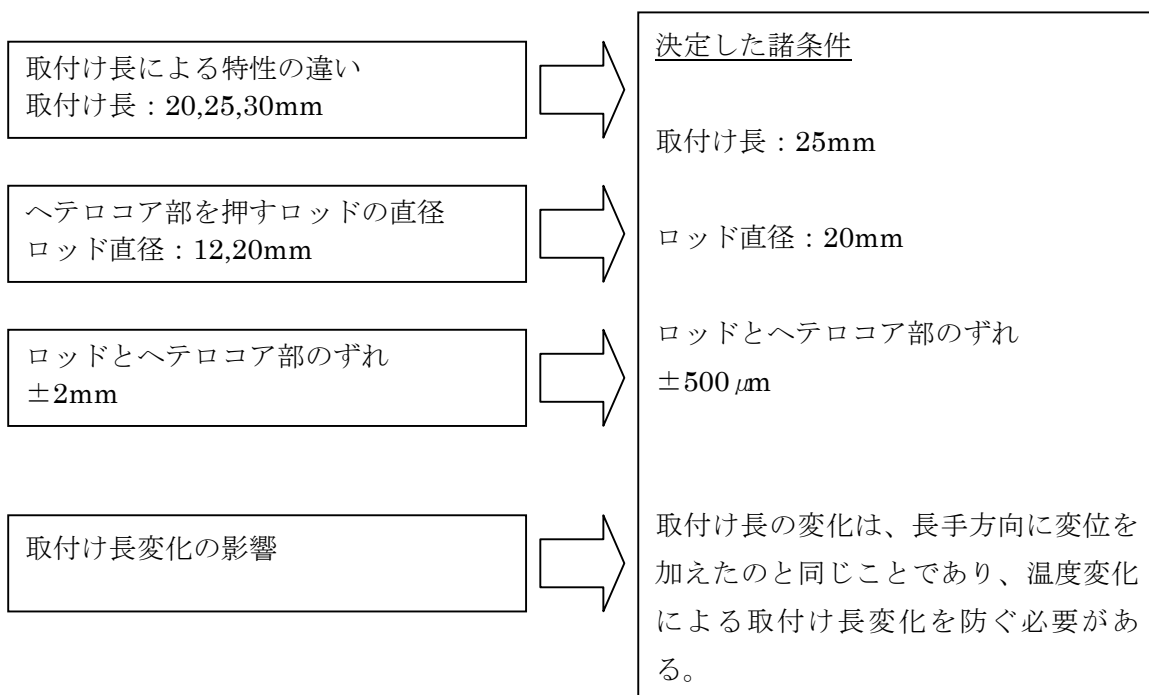 取付け長による特性の違い
取付け長：20,25,30mm
ヘテロコア部を押すロッドの直径
ロッド直径：12,20mm
ロッドとヘテロコア部のずれ
±2mm
取付け長変化の影響
決定した諸条件
取付け長：25mm
ロッド直径：20mm
ロッドとヘテロコア部のずれ
±500μm
取付け長の変化は、長手方向に変位を
加えたのと同じことであり、温度変化
による取付け長変化を防ぐ必要があ
る。